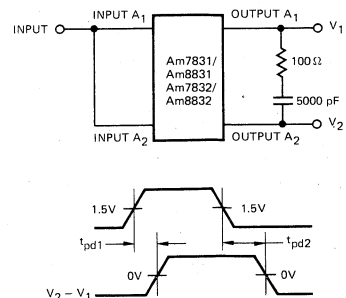 INPUT
INPUT A1
OUTPUT A1
V1
Am7831/
Am8831
Am7832/
Am8832
100Ω
5000 pF
INPUT A2
OUTPUT A2
V2
1.5V
1.5V
tpd1
tpd2
0V
0V
V2 – V1